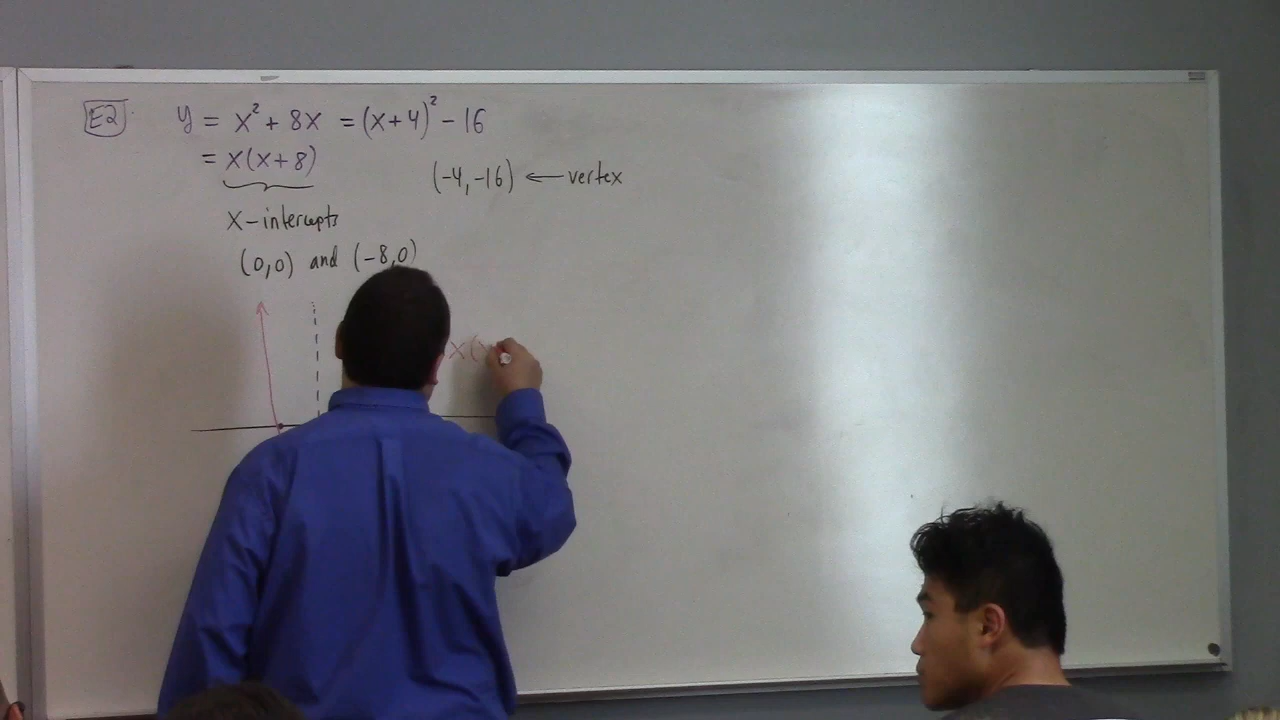 E2 y = x² + 8x = (x+4)² - 16
= x(x+8)
(-4,-16) ← vertex
x-intercepts
(0,0) and (-8,0)
x(